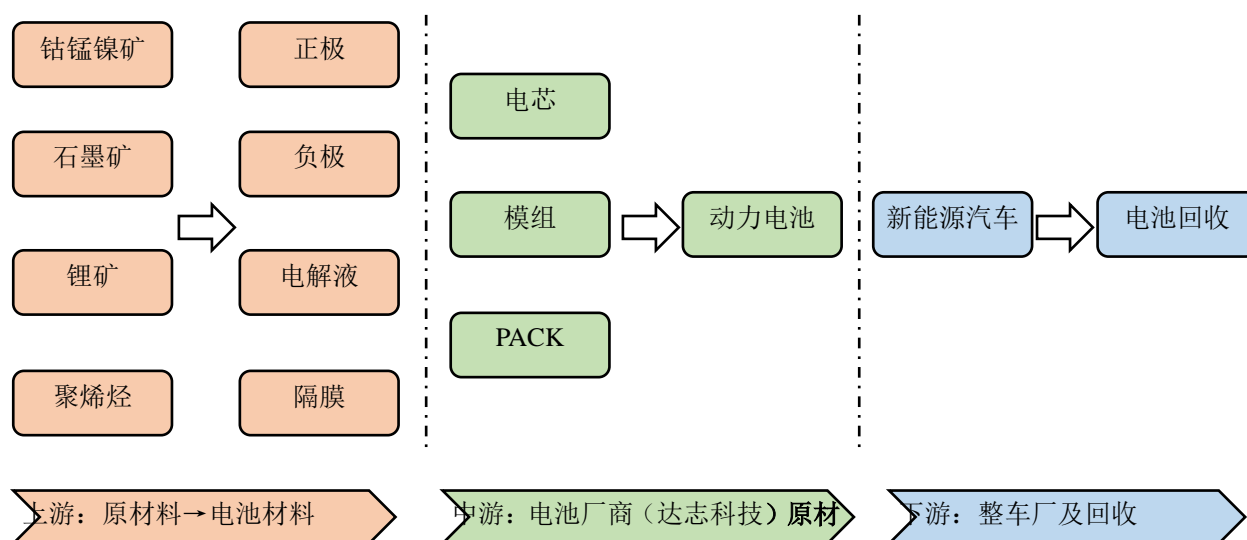 钴锰镍矿
正极
石墨矿
负极
锂矿
电解液
聚烯烃
隔膜
电芯
模组
动力电池
PACK
新能源汽车
电池回收
上游：原材料→电池材料
中游：电池厂商（达志科技）原材
下游：整车厂及回收